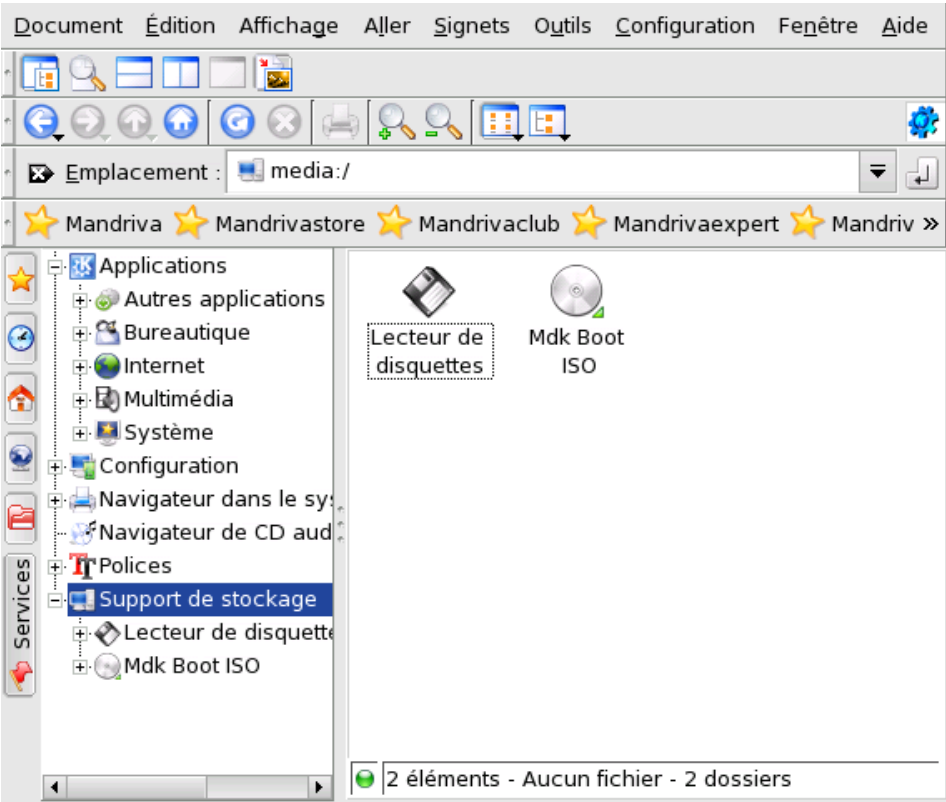 Document Édition Affichage Aller Signets Outils Configuration Fenêtre Aide
Emplacement : media:/
Mandriva Mandrivastore Mandrivaclub Mandrivaexpert Mandriv »
Applications
Autres applications
Bureautique
Internet
Multimédia
Système
Configuration
Navigateur dans le sys
Navigateur de CD aud
Polices
Support de stockage
Lecteur de disquette
Mdk Boot ISO
Services
Lecteur de
disquettes
Mdk Boot
ISO
2 éléments - Aucun fichier - 2 dossiers